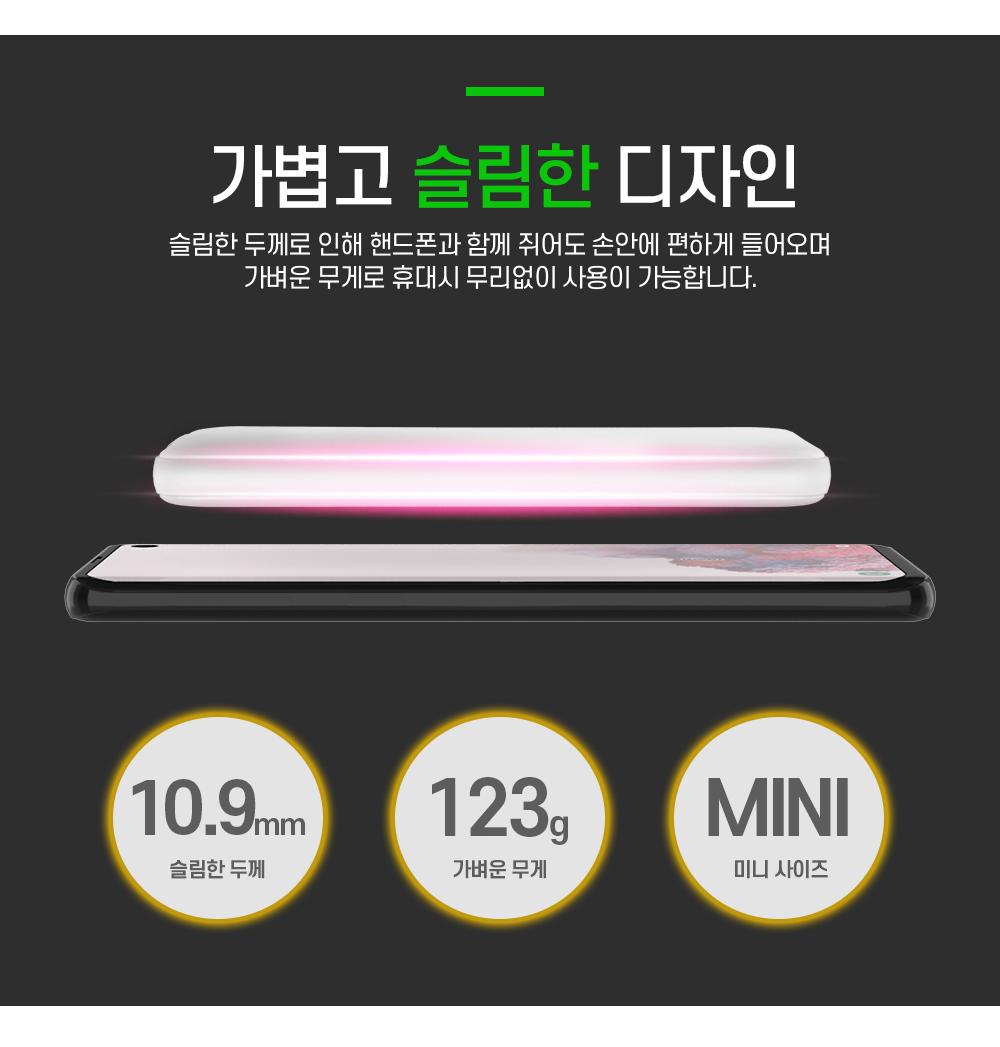 가볍고 슬림한 디자인
슬림한 두께로 인해 핸드폰과 함께 쥐어도 손안에 편하게 들어오며
가벼운 무게로 휴대시 무리없이 사용이 가능합니다.
10.9mm
슬림한 두께
123g
가벼운 무게
MINI
미니 사이즈